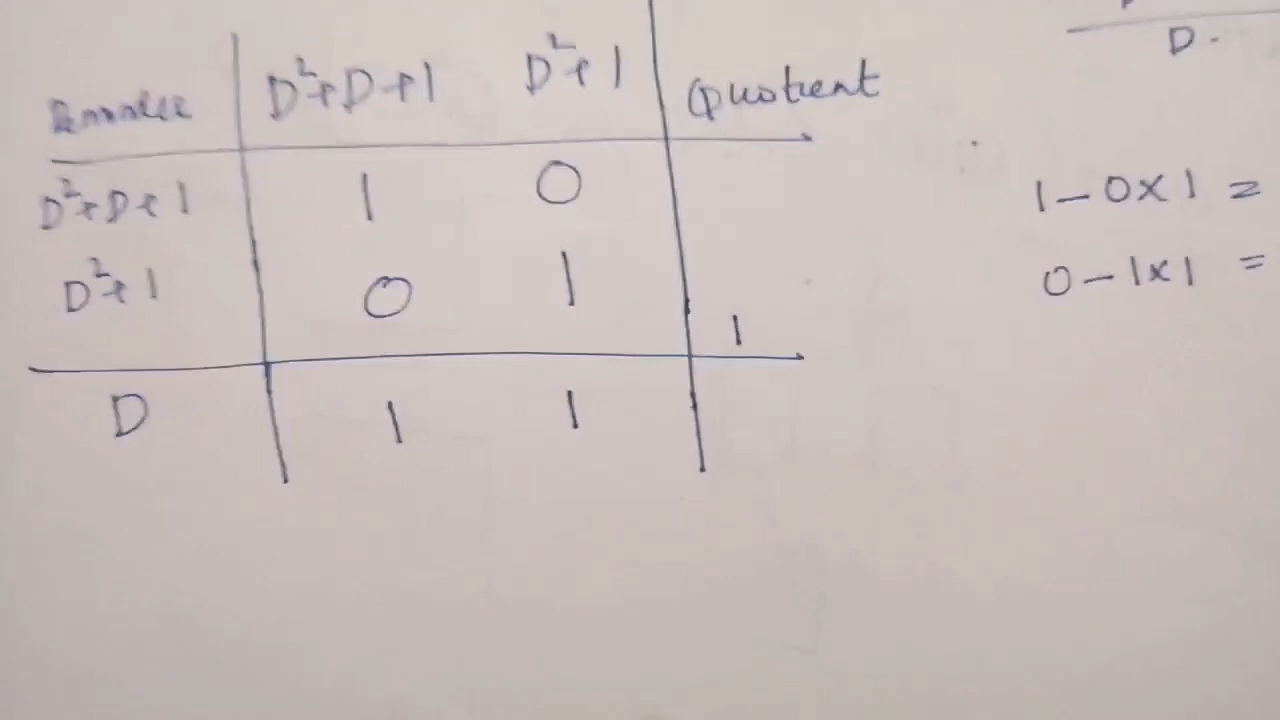 D²+D+1 D²+1 Quotient
D²+D+1 1 0
D²+1 0 1
1
D 1 1
D.
1-0x1 =
0-1x1 =